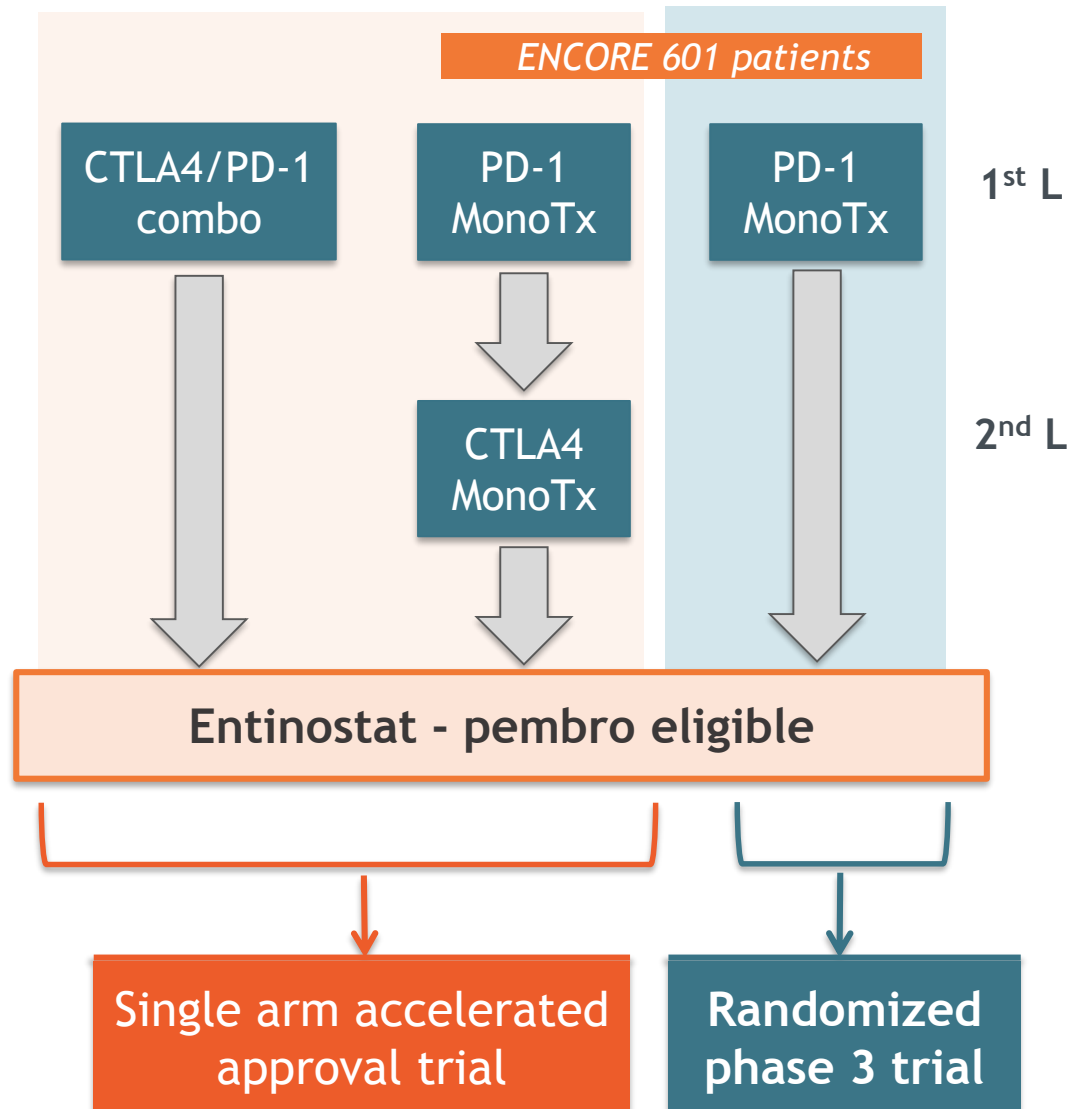 ENCORE 601 patients
CTLA4/PD-1
combo
PD-1
MonoTx
PD-1
MonoTx
1st L
CTLA4
MonoTx
2nd L
Entinostat - pembro eligible
Single arm accelerated
approval trial
Randomized
phase 3 trial